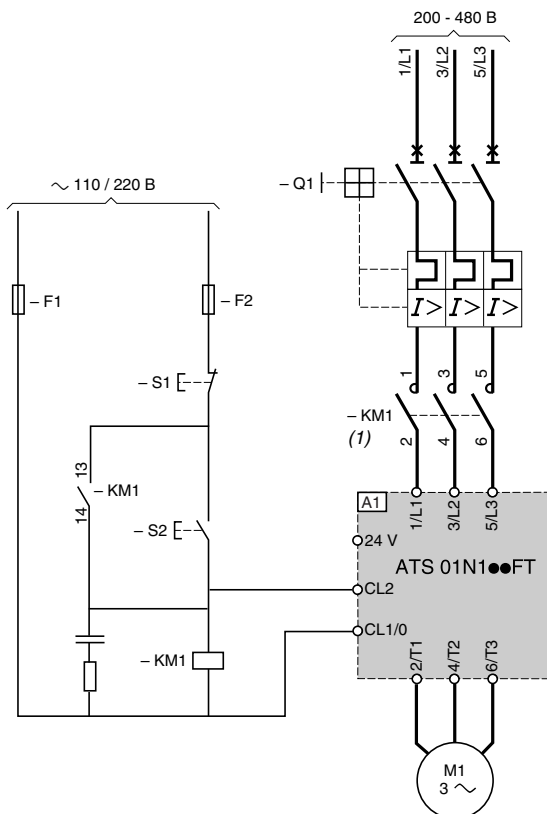 200 - 480 В
1/L1
3/L2
5/L3
~ 110 / 220 В
– Q1
– F1
– F2
I>
I>
I>
– S1
1
3
5
– KM1
(1)
2
4
6
13
– KM1
14
A1
1/L1
3/L2
5/L3
– S2
24 V
ATS 01N1●●FT
CL2
CL1/0
– KM1
2/T1
4/T2
6/T3
M1
3 ~